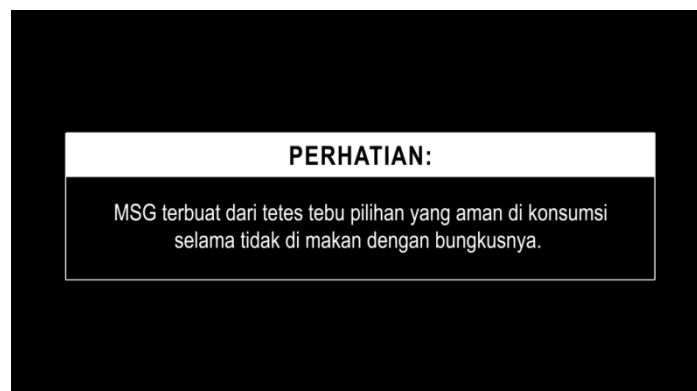 PERHATIAN:
MSG terbuat dari tetes tebu pilihan yang aman di konsumsi
selama tidak di makan dengan bungkusnya.